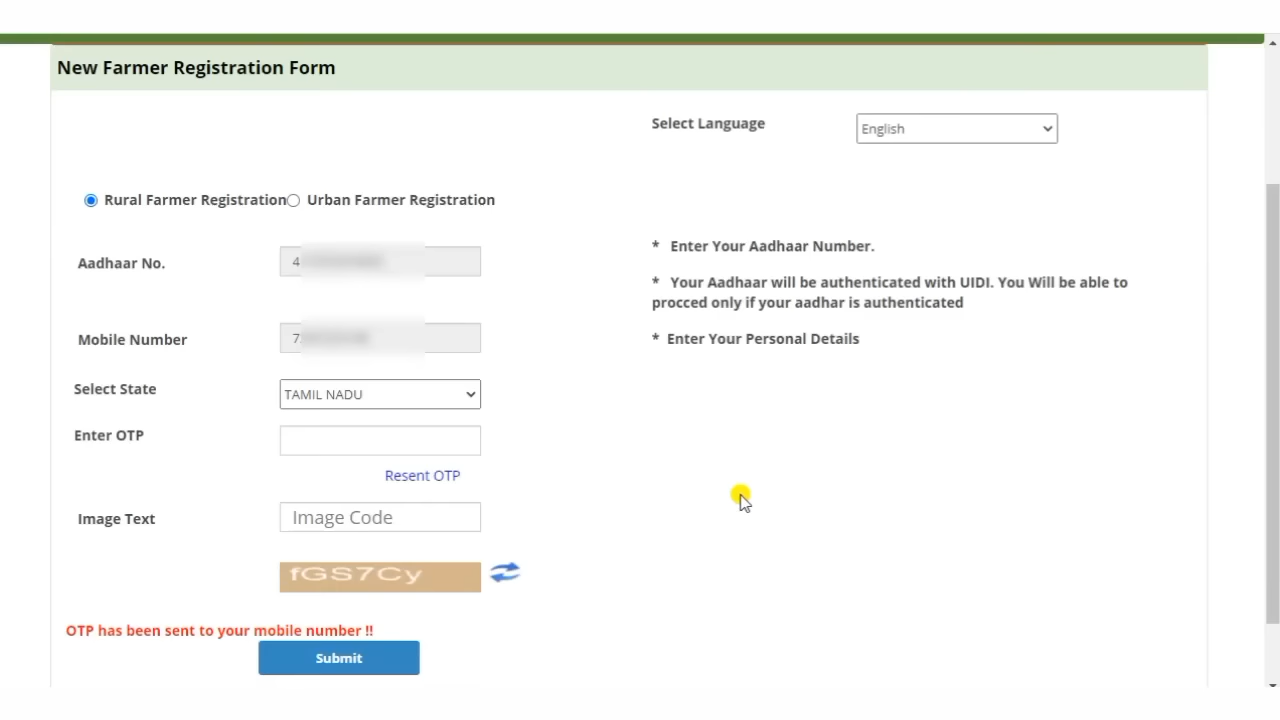 New Farmer Registration Form
Select Language
English
Rural Farmer Registration Urban Farmer Registration
Aadhaar No.
4
* Enter Your Aadhaar Number.
* Your Aadhaar will be authenticated with UIDI. You Will be able to
procced only if your aadhar is authenticated
Mobile Number
7
* Enter Your Personal Details
Select State
TAMIL NADU
Enter OTP
Resent OTP
Image Text
Image Code
fGS7Cy
OTP has been sent to your mobile number !!
Submit